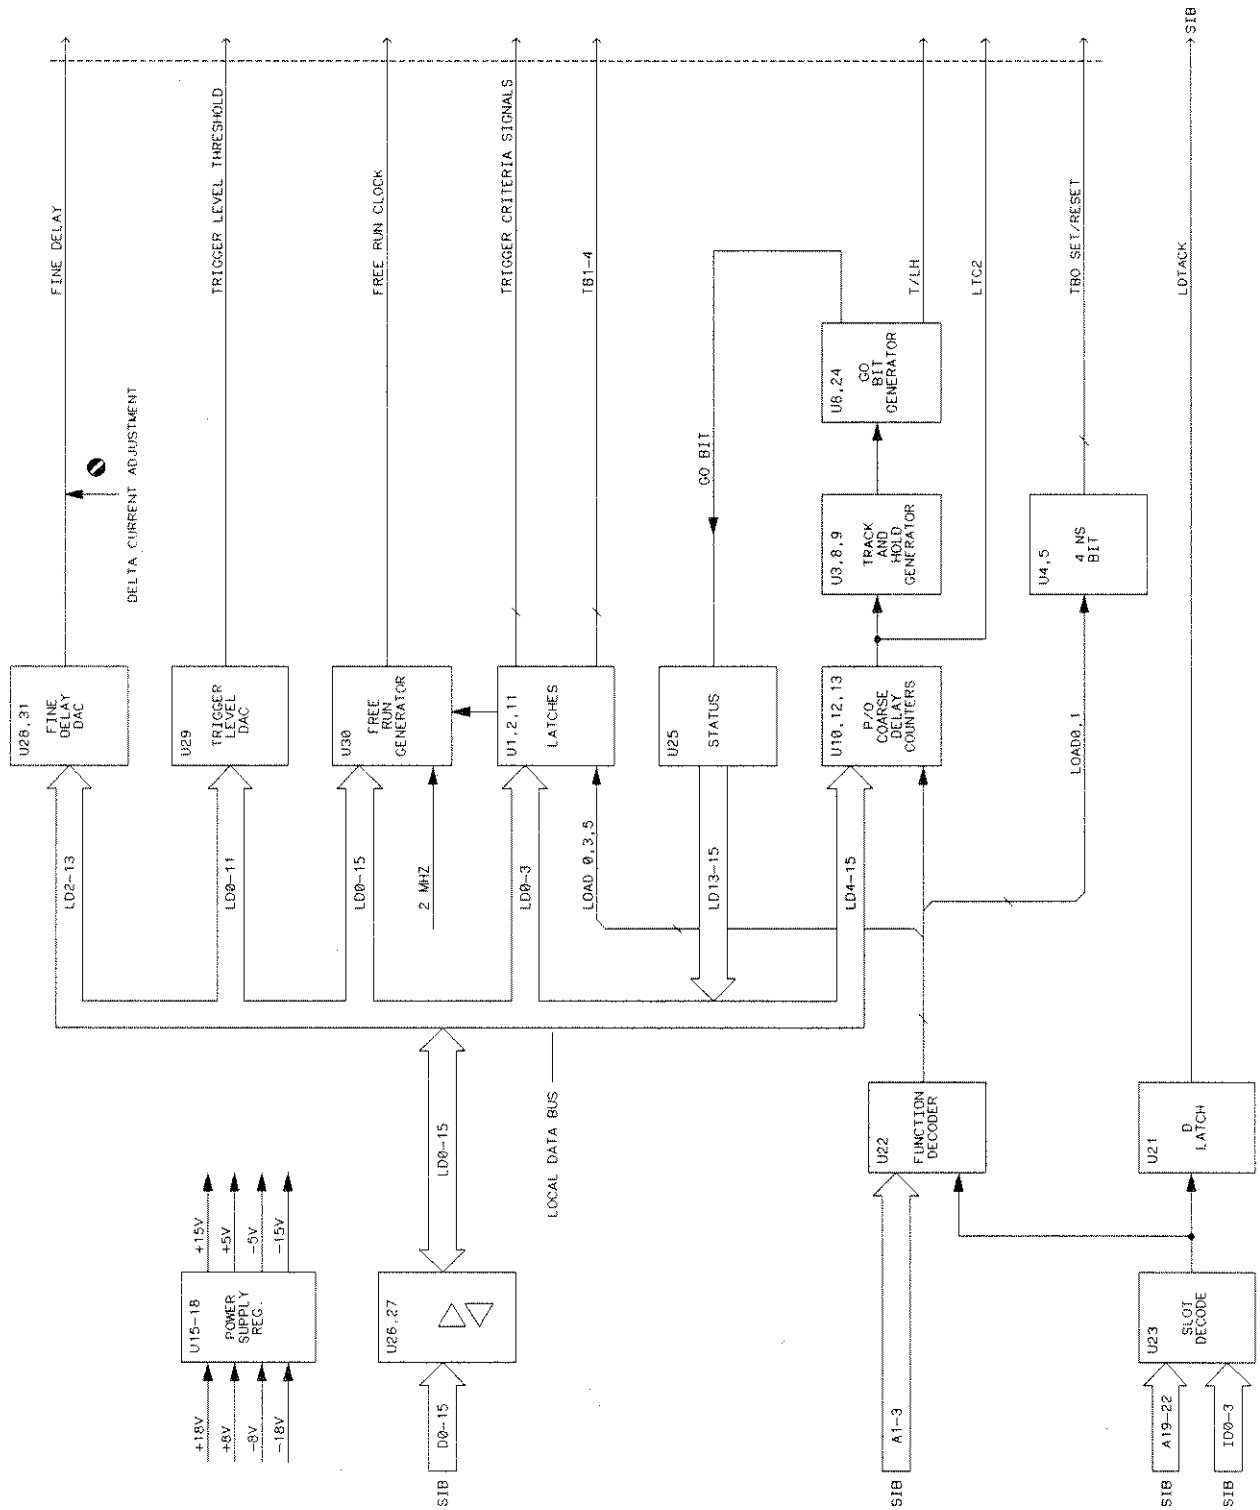 +18V
+8V
-8V
-18V
U15-18
POWER
SUPPLY
REG.
+15V
+5V
-5V
-15V
SIB
D0-15
U26,27
LD0-15
LOCAL DATA BUS
SIB
A1-3
U22
FUNCTION
DECODER
SIB
A19-22
SIB
ID0-3
U23
SLOT
DECODE
U21
D
LATCH
LD2-13
LD0-11
LD0-15
2 MHZ
LD0-3
LOAD 0,3,5
LD13-15
LD4-15
LOAD0,1
U28,31
FINE
DELAY
DAC
U29
TRIGGER
LEVEL
DAC
U30
FREE
RUN
GENERATOR
U1,2,11
LATCHES
U25
STATUS
U10,12,13
P/O
COARSE
DELAY
COUNTERS
U3,8,9
TRACK
AND
HOLD
GENERATOR
U4,5
4 NS
BIT
U8,24
GO
BIT
GENERATOR
GO BIT
DELTA CURRENT ADJUSTMENT
FINE DELAY
TRIGGER LEVEL THRESHOLD
FREE RUN CLOCK
TRIGGER CRITERIA SIGNALS
TB1-4
T/LH
LTC2
TBO SET/RESET
LDTACK
SIB